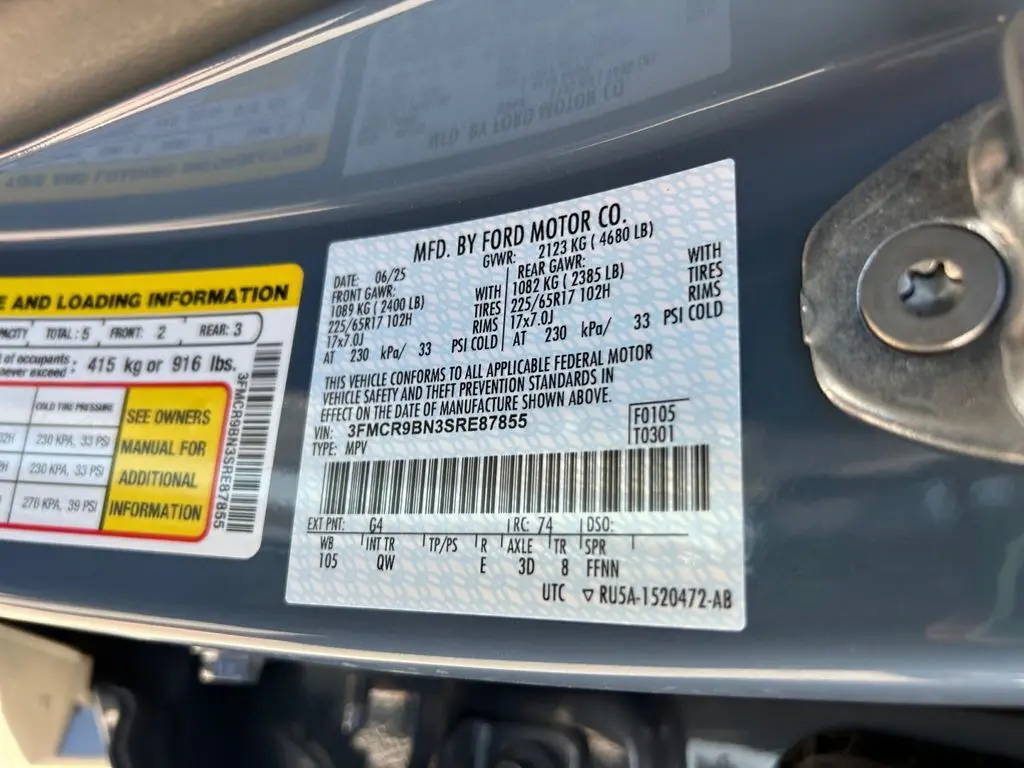 MFD. BY FORD MOTOR CO.
DATE: 06/25 GVWR: 2123 KG ( 4680 LB)
FRONT GAWR: REAR GAWR:
1089 KG ( 2400 LB) WITH 1082 KG ( 2385 LB) WITH
225/65R17 102H TIRES 225/65R17 102H TIRES
17x7.0J RIMS 17x7.0J RIMS
AT 230 kPa/ 33 PSI COLD AT 230 kPa/ 33 PSI COLD
THIS VEHICLE CONFORMS TO ALL APPLICABLE FEDERAL MOTOR
VEHICLE SAFETY AND THEFT PREVENTION STANDARDS IN
EFFECT ON THE DATE OF MANUFACTURE SHOWN ABOVE.
VIN: 3FMCR9BN3SRE87855 F0105
TYPE: MPV T0301
EXT PNT: G4 RC: 74 DSO:
WB INT TR TP/PS R AXLE TR SPR
105 QW E 3D 8 FFNN
UTC ▽ RU5A-1520472-AB
E AND LOADING INFORMATION
TOTAL : 5 FRONT: 2 REAR: 3
of occupants:
never exceed : 415 kg or 916 lbs.
COLD TIRE PRESSURE
230 KPA, 33 PSI
230 KPA, 33 PSI
270 KPA, 39 PSI
SEE OWNERS
MANUAL FOR
ADDITIONAL
INFORMATION
3FMCR9BN3SRE87855